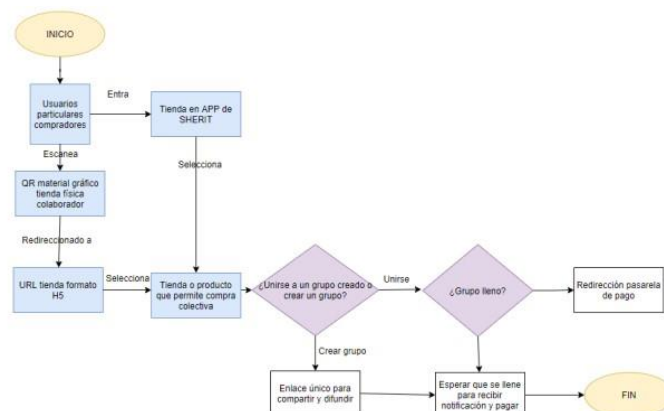 INICIO
Usuarios
particulares
compradores
Entra
Tienda en APP de
SHERIT
Escanea
Selecciona
QR material gráfico
tienda física
colaborador
Redireccionado a
URL tienda formato
H5
Selecciona
Tienda o producto
que permite compra
colectiva
¿Unirse a un grupo creado o
crear un grupo?
Unirse
¿Grupo lleno?
Redirección pasarela
de pago
Crear grupo
Enlace único para
compartir y difundir
Esperar que se llene
para recibir
notificación y pagar
FIN